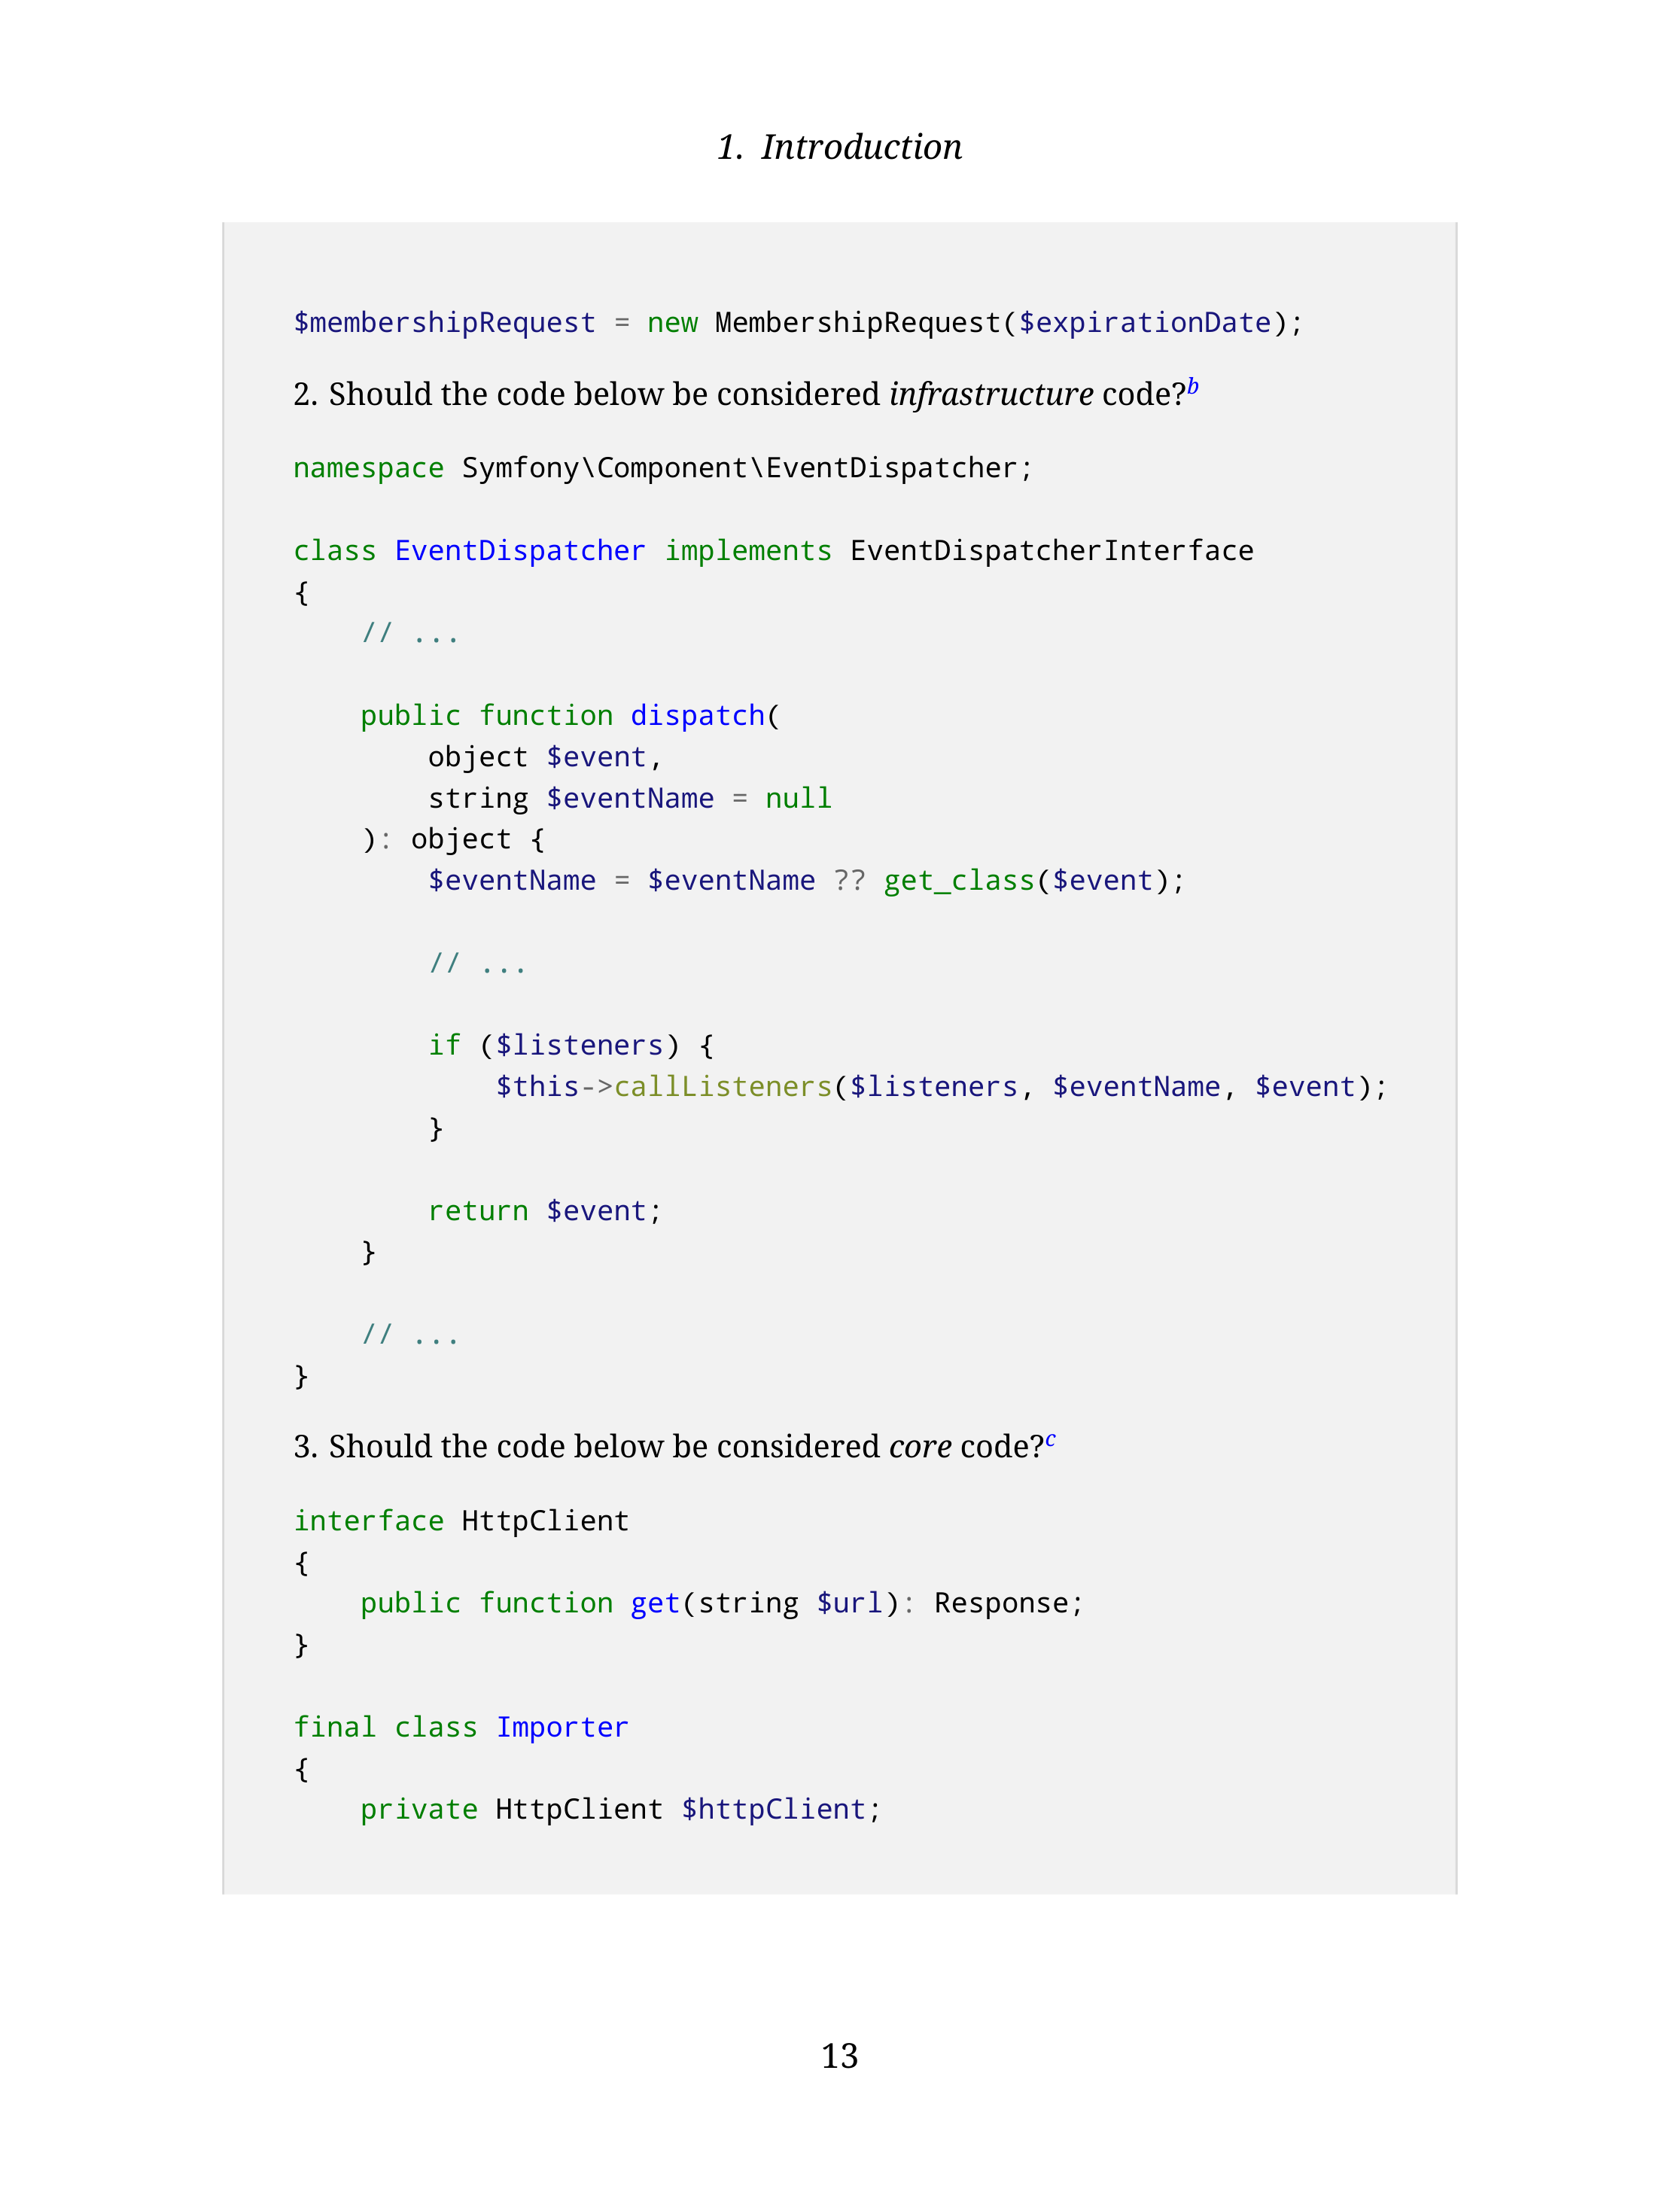 1. Introduction
$membershipRequest = new MembershipRequest($expirationDate);
2. Should the code below be considered infrastructure code?b
namespace Symfony\Component\EventDispatcher;
class EventDispatcher implements EventDispatcherInterface
{
    // ...
    public function dispatch(
        object $event,
        string $eventName = null
    ): object {
        $eventName = $eventName ?? get_class($event);
        // ...
        if ($listeners) {
            $this->callListeners($listeners, $eventName, $event);
        }
        return $event;
    }
    // ...
}
3. Should the code below be considered core code?c
interface HttpClient
{
    public function get(string $url): Response;
}
final class Importer
{
    private HttpClient $httpClient;
13